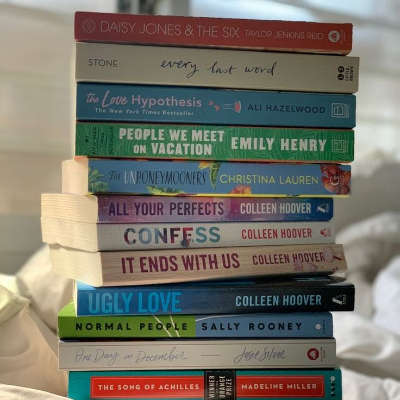 DAISY JONES & THE SIX TAYLOR JENKINS REID
STONE every last word
the Love Hypothesis ALI HAZELWOOD
The New York Times Bestseller
PEOPLE WE MEET ON VACATION EMILY HENRY
The UNHONEYMOONERS CHRISTINA LAUREN
ALL YOUR PERFECTS COLLEEN HOOVER
CONFESS COLLEEN HOOVER
IT ENDS WITH US COLLEEN HOOVER
UGLY LOVE COLLEEN HOOVER
NORMAL PEOPLE SALLY ROONEY
One Day in December Josie Silver
THE SONG OF ACHILLES WINNER ORANGE PRIZE MADELINE MILLER